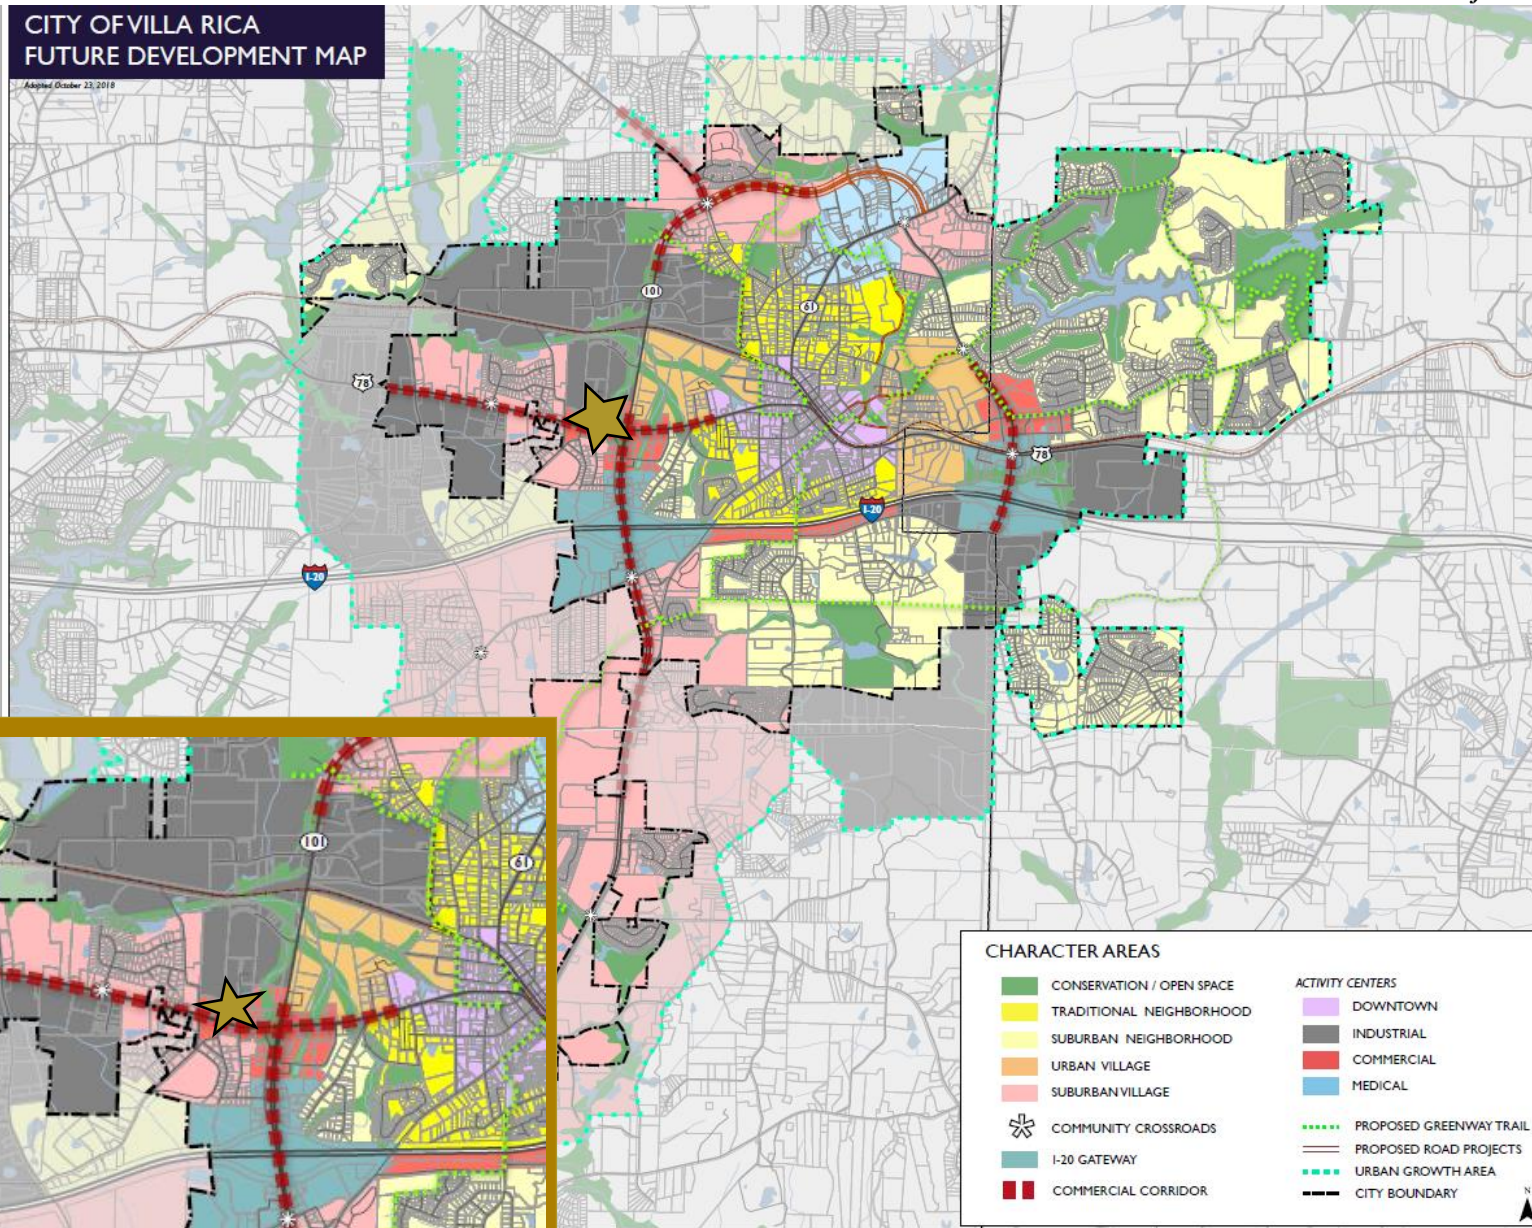 CITY OF VILLA RICA
FUTURE DEVELOPMENT MAP
Adopted October 23, 2018
101
61
78
78
I-20
I-20
101
61
CHARACTER AREAS
CONSERVATION / OPEN SPACE
TRADITIONAL NEIGHBORHOOD
SUBURBAN NEIGHBORHOOD
URBAN VILLAGE
SUBURBAN VILLAGE
COMMUNITY CROSSROADS
I-20 GATEWAY
COMMERCIAL CORRIDOR
ACTIVITY CENTERS
DOWNTOWN
INDUSTRIAL
COMMERCIAL
MEDICAL
PROPOSED GREENWAY TRAIL
PROPOSED ROAD PROJECTS
URBAN GROWTH AREA
CITY BOUNDARY
N